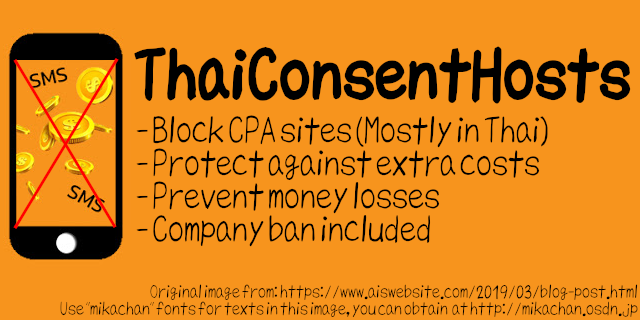 SMS
SMS
ThaiConsentHosts
-Block CPA sites (Mostly in Thai)
-Protect against extra costs
-Prevent money losses
-Company ban included
Original image from: https://www.aiswebsite.com/2019/03/blog-post.html
Use "mikachan" fonts for texts in this image, you can obtain at http://mikachan.osdn.jp